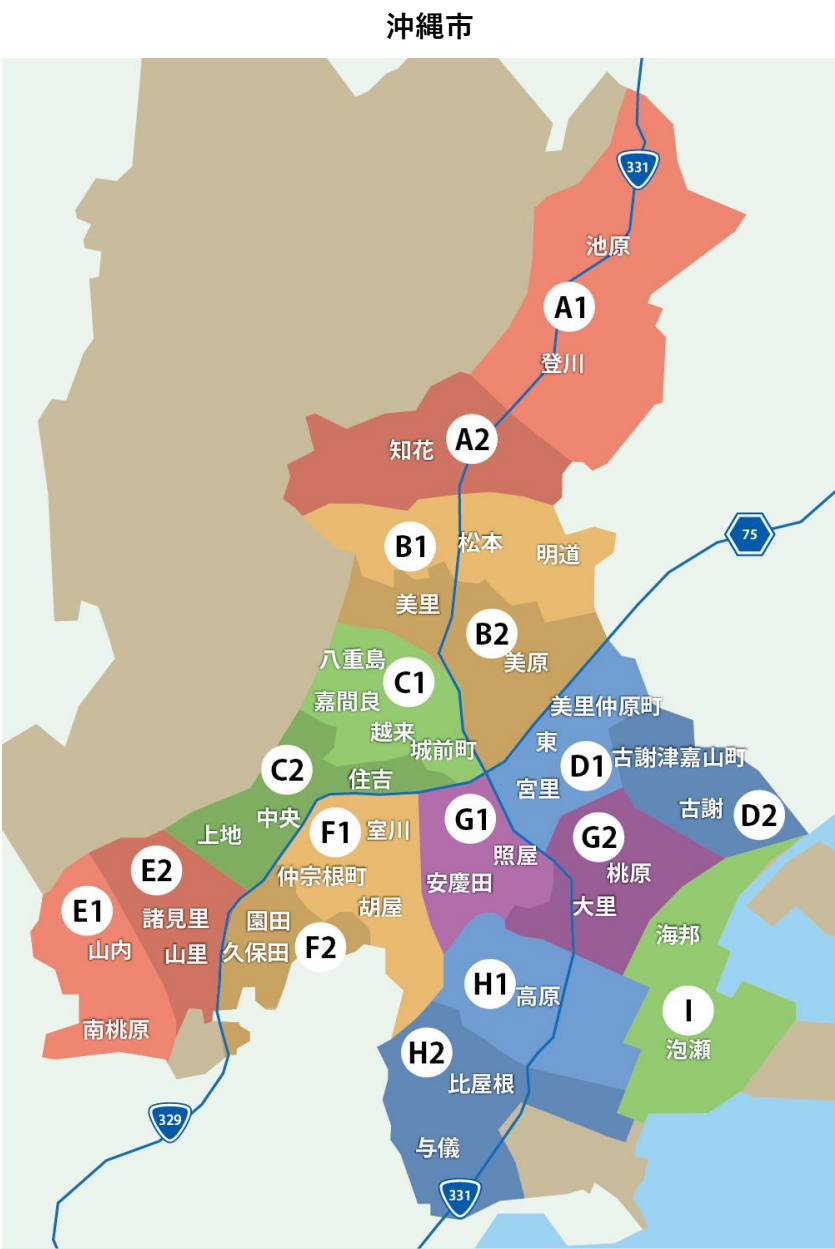 沖縄市
331
池原
A1
登川
A2
知花
75
B1
松本
明道
美里
B2
美原
八重島
C1
嘉間良
越来
城前町
美里仲原町
東
D1
古謝津嘉山町
宮里
C2
住吉
古謝
D2
中央
上地
F1
室川
G1
照屋
G2
桃原
E2
仲宗根町
安慶田
大里
胡屋
E1
諸見里
園田
山内
山里
久保田
F2
海邦
H1
高原
I
泡瀬
南桃原
H2
比屋根
329
与儀
331